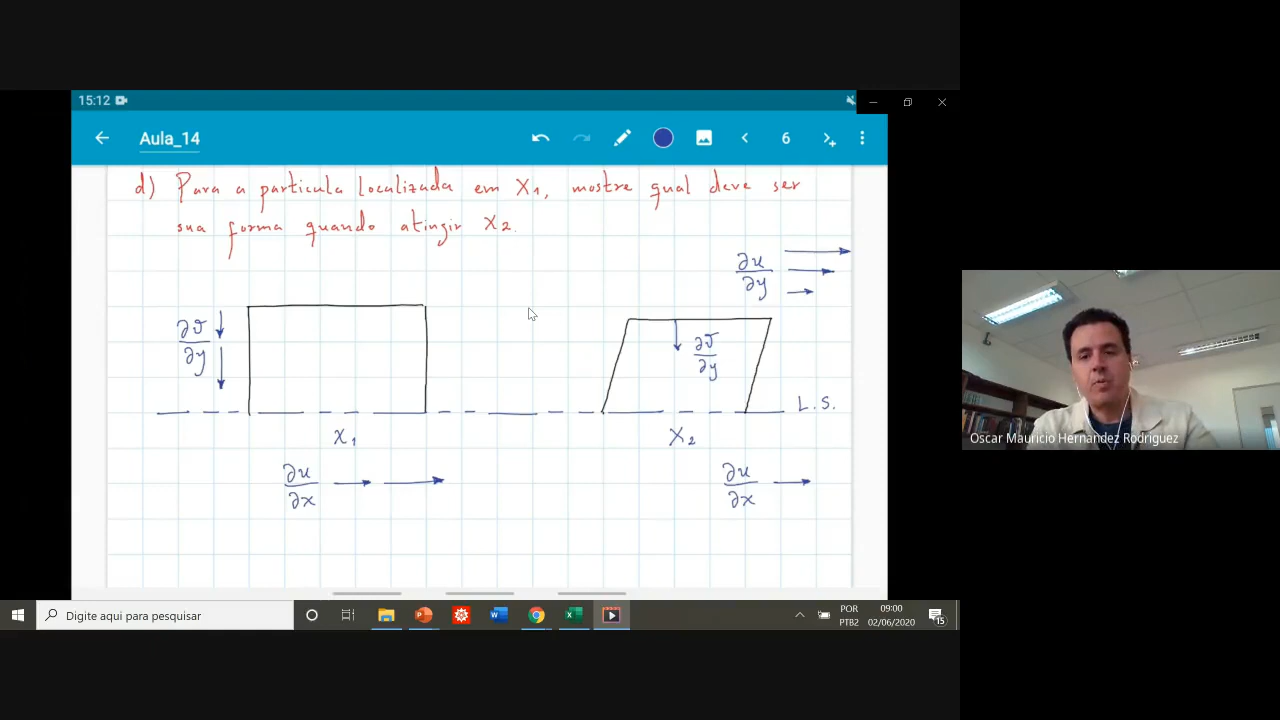 15:12
Aula_14
6
d) Para a particula localizada em X1, mostre qual deve ser
sua forma quando atingir X2.
∂u/∂y
∂v/∂y
∂v/∂y
L.S.
x1
X2
∂u/∂x
∂u/∂x
Oscar Mauricio Hernandez Rodriguez
Digite aqui para pesquisar
POR
PTB2
09:00
02/06/2020
15